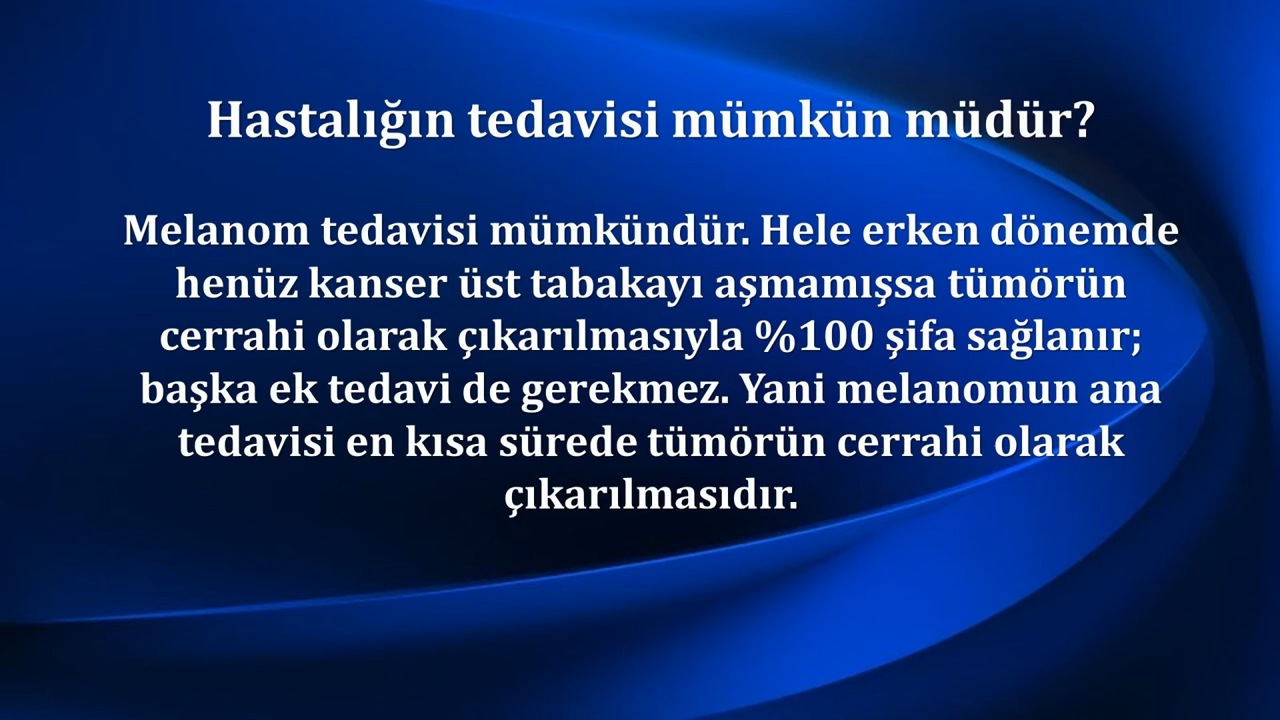 Hastalığın tedavisi mümkün müdür?
Melanom tedavisi mümkündür. Hele erken dönemde
henüz kanser üst tabakayı aşmamışsa tümörün
cerrahi olarak çıkarılmasıyla %100 şifa sağlanır;
başka ek tedavi de gerekmez. Yani melanomun ana
tedavisi en kısa sürede tümörün cerrahi olarak
çıkarılmasıdır.